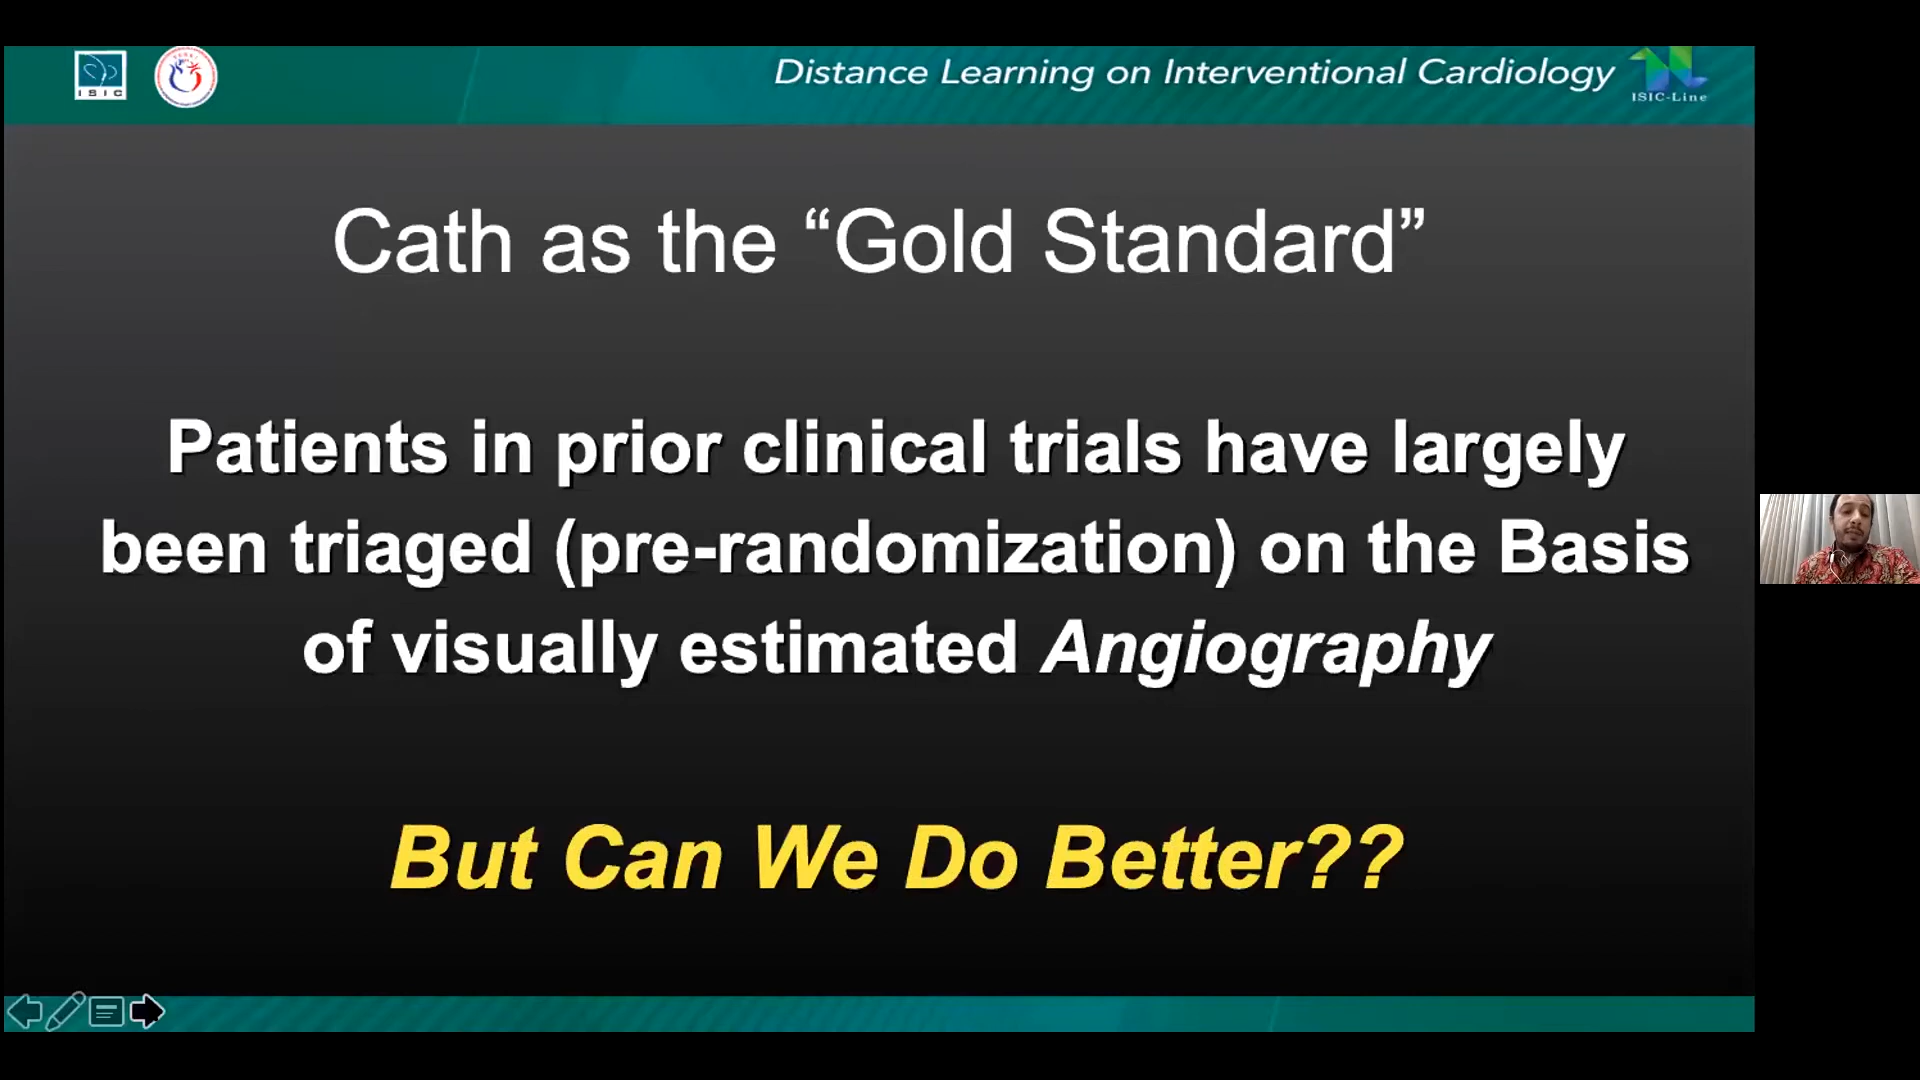 ISIC
Distance Learning on Interventional Cardiology
ISIC-Line
Cath as the “Gold Standard”
Patients in prior clinical trials have largely
been triaged (pre-randomization) on the Basis
of visually estimated Angiography
But Can We Do Better??